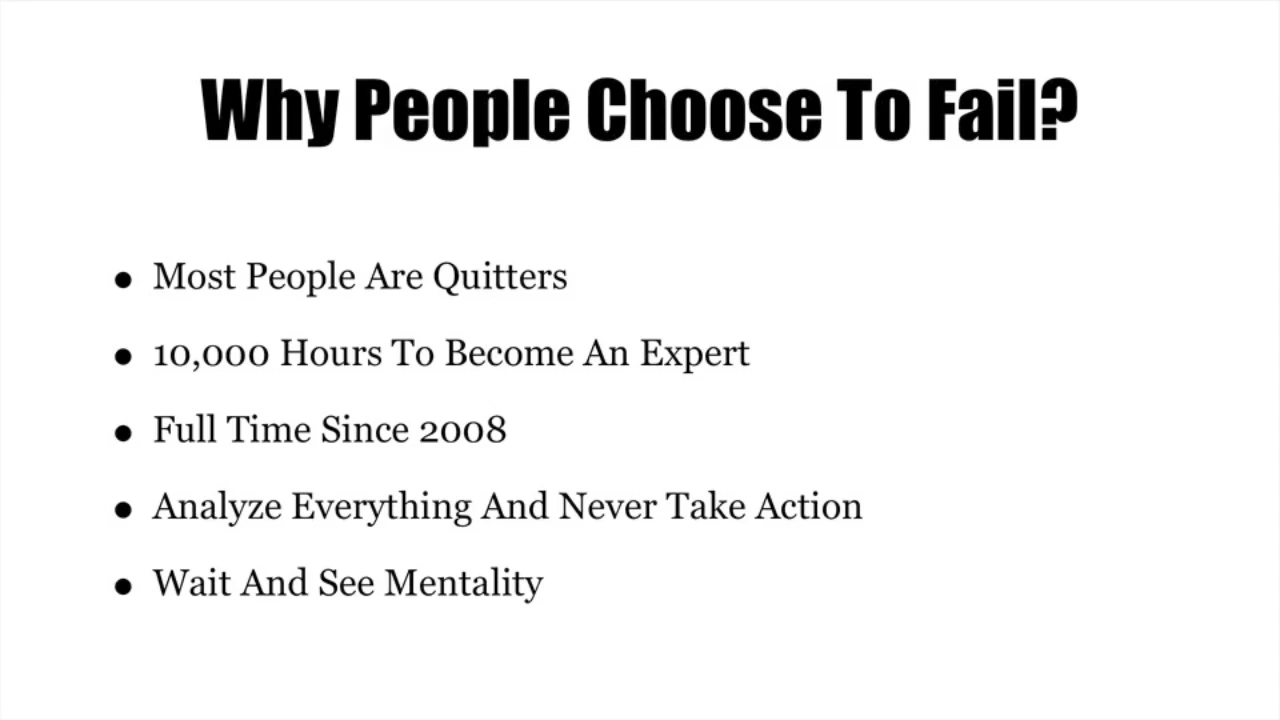 Why People Choose To Fail?
• Most People Are Quitters
• 10,000 Hours To Become An Expert
• Full Time Since 2008
• Analyze Everything And Never Take Action
• Wait And See Mentality